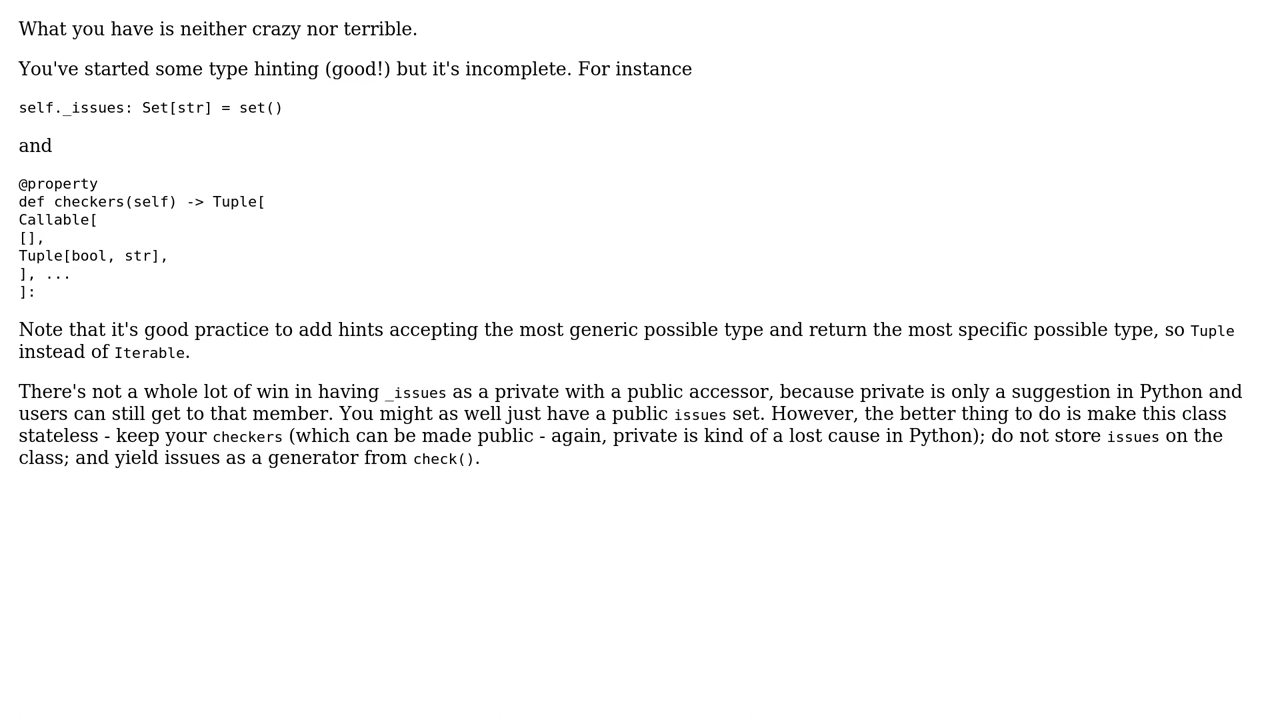 What you have is neither crazy nor terrible.
You've started some type hinting (good!) but it's incomplete. For instance
self._issues: Set[str] = set()
and
@property
def checkers(self) -> Tuple[
Callable[
[],
Tuple[bool, str],
], ...
]:
Note that it's good practice to add hints accepting the most generic possible type and return the most specific possible type, so Tuple
instead of Iterable.
There's not a whole lot of win in having _issues as a private with a public accessor, because private is only a suggestion in Python and
users can still get to that member. You might as well just have a public issues set. However, the better thing to do is make this class
stateless - keep your checkers (which can be made public - again, private is kind of a lost cause in Python); do not store issues on the
class; and yield issues as a generator from check().